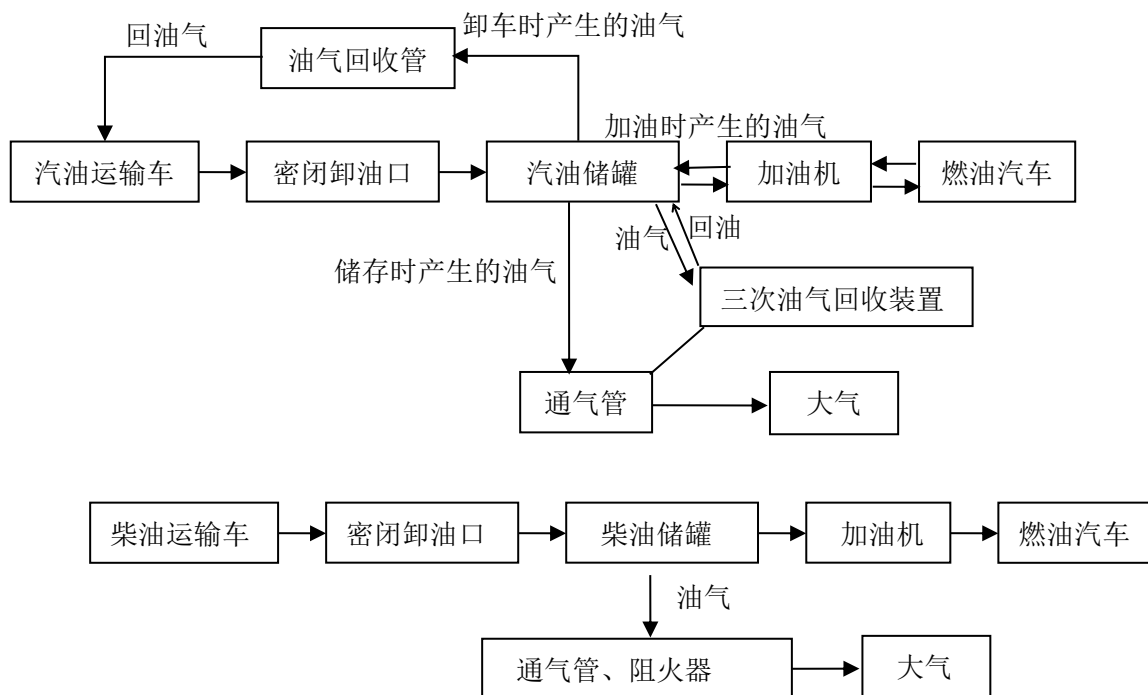 卸车时产生的油气
回油气
油气回收管
加油时产生的油气
汽油运输车
密闭卸油口
汽油储罐
加油机
燃油汽车
回油
油气
储存时产生的油气
三次油气回收装置
通气管
大气
柴油运输车
密闭卸油口
柴油储罐
加油机
燃油汽车
油气
通气管、阻火器
大气